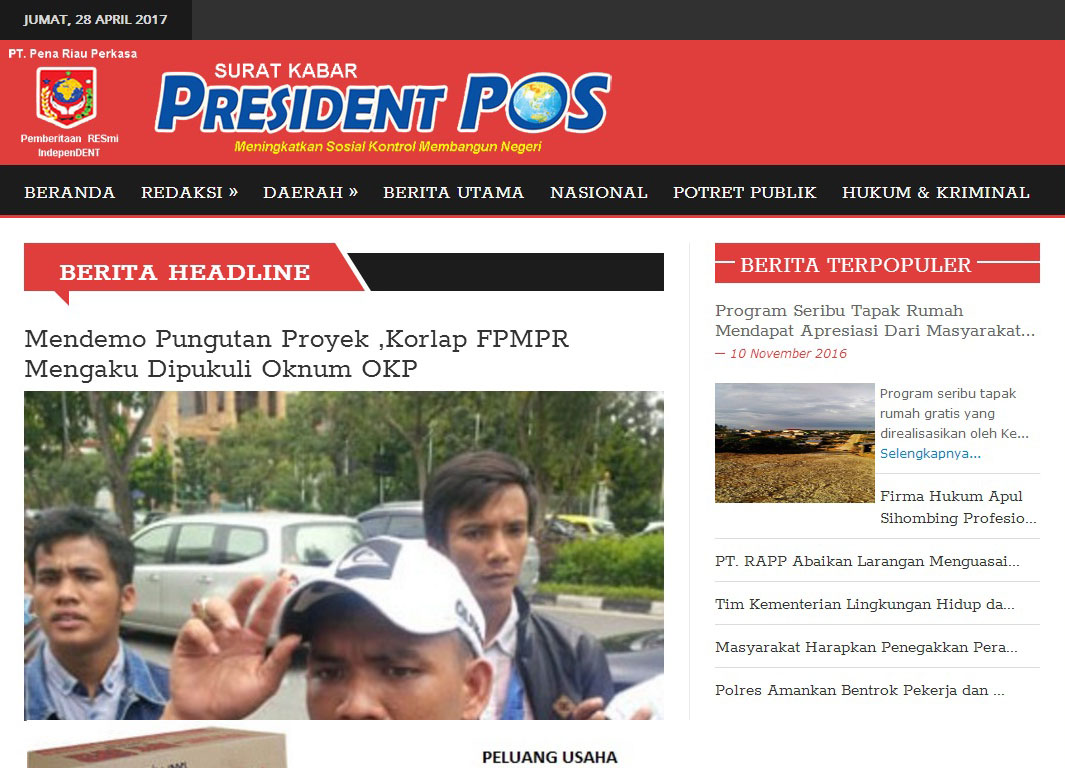 JUMAT, 28 APRIL 2017
PT. Pena Riau Perkasa
Pemberitaan RESmi
IndepenDENT
SURAT KABAR
PRESIDENT POS
Meningkatkan Sosial Kontrol Membangun Negeri
BERANDA REDAKSI » DAERAH » BERITA UTAMA NASIONAL POTRET PUBLIK HUKUM & KRIMINAL
BERITA HEADLINE
Mendemo Pungutan Proyek ,Korlap FPMPR
Mengaku Dipukuli Oknum OKP
PELUANG USAHA
BERITA TERPOPULER
Program Seribu Tapak Rumah
Mendapat Apresiasi Dari Masyarakat...
— 10 November 2016
Program seribu tapak
rumah gratis yang
direalisasikan oleh Ke...
Selengkapnya...
Firma Hukum Apul
Sihombing Profesio...
PT. RAPP Abaikan Larangan Menguasai...
Tim Kementerian Lingkungan Hidup da...
Masyarakat Harapkan Penegakkan Pera...
Polres Amankan Bentrok Pekerja dan ...